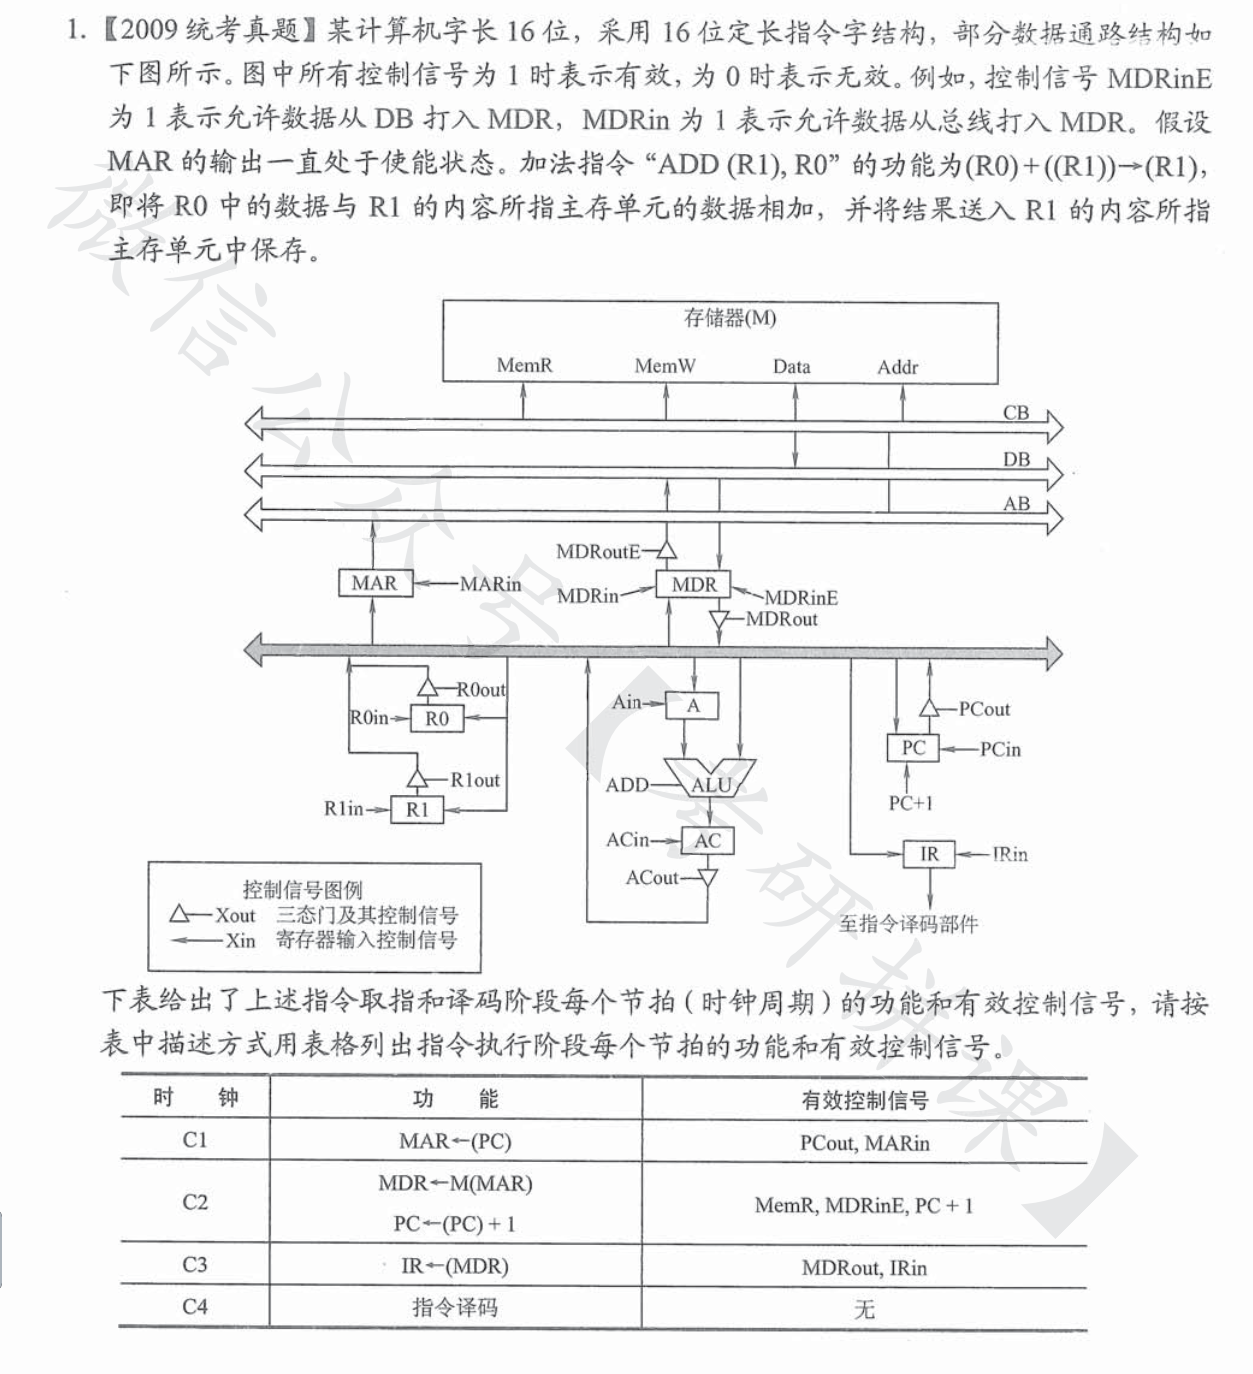 1.【2009 统考真题】某计算机字长 16 位，采用 16 位定长指令字结构，部分数据通路结构如
下图所示。图中所有控制信号为 1 时表示有效，为 0 时表示无效。例如，控制信号 MDRinE
为 1 表示允许数据从 DB 打入 MDR，MDRin 为 1 表示允许数据从总线打入 MDR。假设
MAR 的输出一直处于使能状态。加法指令“ADD (R1), R0”的功能为(R0)+((R1))→(R1)，
即将 R0 中的数据与 R1 的内容所指主存单元的数据相加，并将结果送入 R1 的内容所指
主存单元中保存。
存储器(M)
MemR MemW Data Addr
CB
DB
AB
MDRoutE
MAR MARin MDRin MDR MDRinE
MDRout
R0out
R0in R0
R1out
R1in R1
Ain A
ADD ALU
ACin AC
ACout
PCout
PC PCin
PC+1
IR IRin
至指令译码部件
控制信号图例
Xout 三态门及其控制信号
Xin 寄存器输入控制信号
下表给出了上述指令取指和译码阶段每个节拍（时钟周期）的功能和有效控制信号，请按
表中描述方式用表格列出指令执行阶段每个节拍的功能和有效控制信号。
时 钟 功 能 有效控制信号
C1 MAR←(PC) PCout, MARin
C2 MDR←M(MAR) MemR, MDRinE, PC + 1
PC←(PC) + 1
C3 IR←(MDR) MDRout, IRin
C4 指令译码 无
微信公众号【考研拼课】